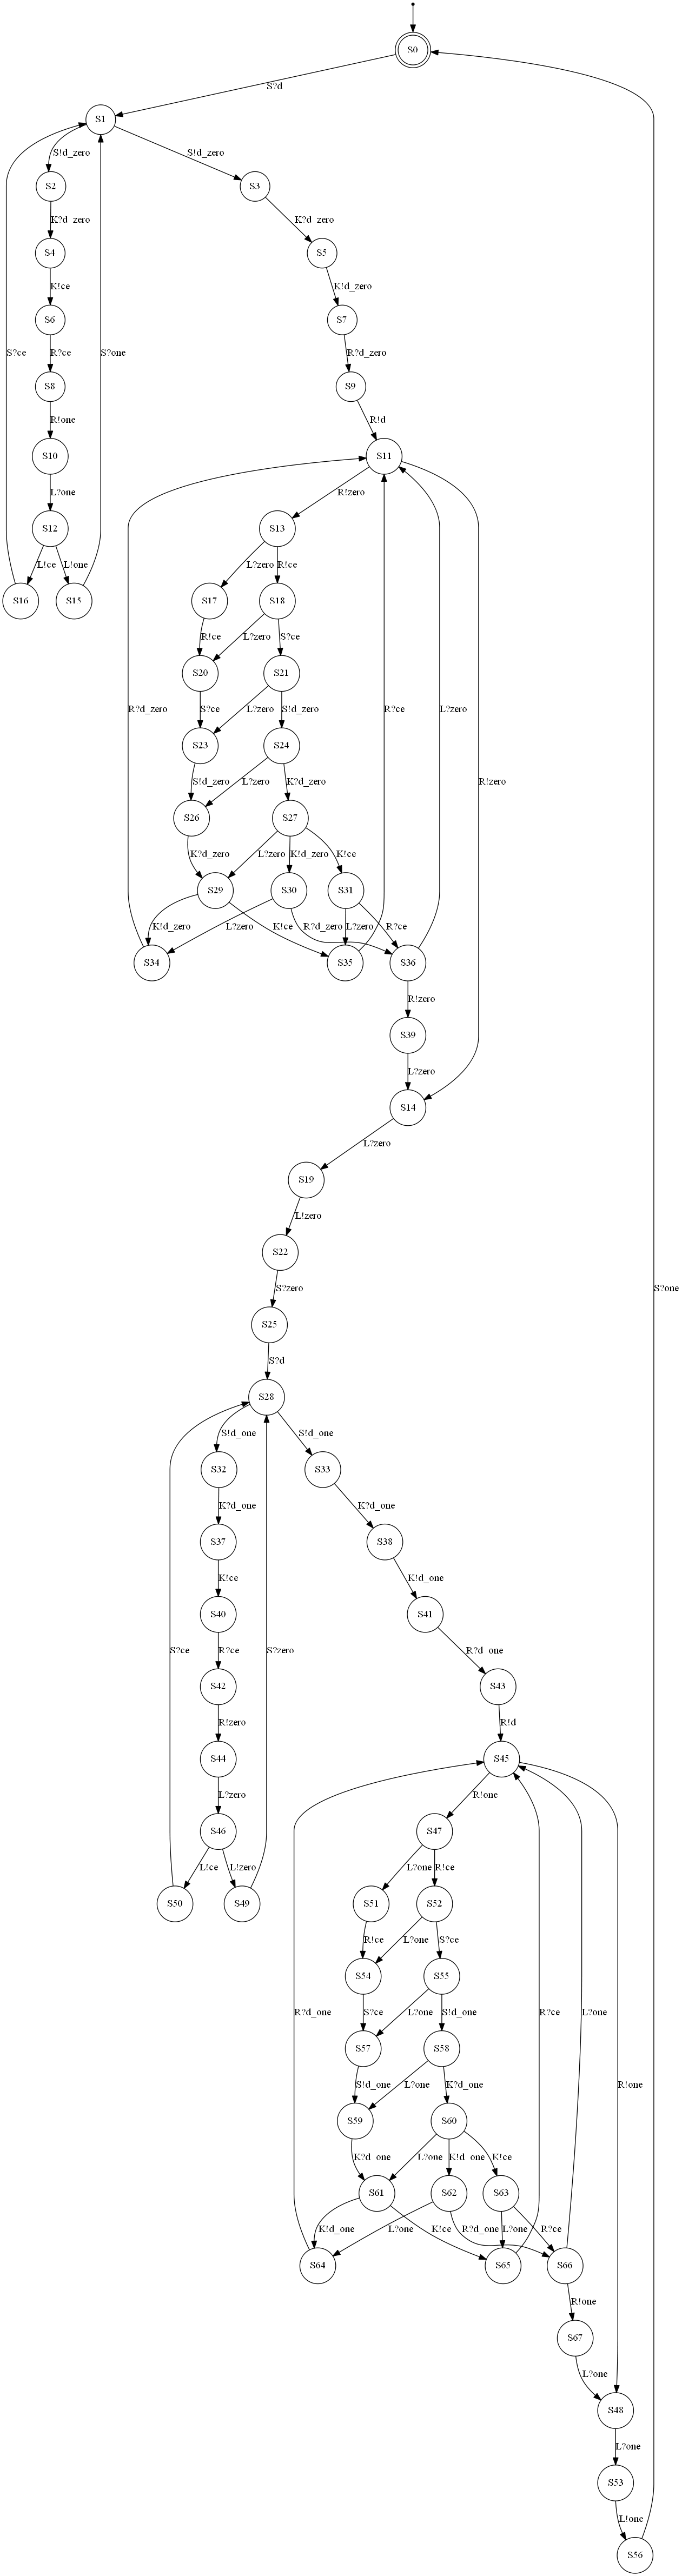 S0
S?d
S1
S!d_zero
S!d_zero
S2
S3
K?d_zero
K?d_zero
S4
S5
K!ce
K!d_zero
S6
S7
S?ce
S?one
R?ce
R?d_zero
S8
S9
R!one
R!d
S10
S11
L?one
R!zero
S12
S13
L!ce
L!one
L?zero
R!ce
S16
S15
S17
S18
R!ce
L?zero
S?ce
S20
S21
R?d_zero
S?ce
L?zero
S!d_zero
R?ce
L?zero
S23
S24
R!zero
S!d_zero
L?zero
K?d_zero
S26
S27
K?d_zero
L?zero
K!d_zero
K!ce
S29
S30
S31
K!d_zero
L?zero
K!ce
R?d_zero
L?zero
R?ce
S34
S35
S36
R!zero
S39
L?zero
S14
L?zero
S19
L!zero
S22
S?zero
S?one
S25
S?d
S28
S!d_one
S!d_one
S32
S33
K?d_one
K?d_one
S37
S38
K!ce
K!d_one
S40
S41
S?ce
R?ce
S?zero
R?d_one
S42
S43
R!zero
R!d
S44
S45
L?zero
R!one
S46
S47
L!ce
L!zero
L?one
R!ce
S50
S49
S51
S52
R!ce
L?one
S?ce
S54
S55
R?d_one
S?ce
L?one
S!d_one
R?ce
L?one
S57
S58
R!one
S!d_one
L?one
K?d_one
S59
S60
K?d_one
L?one
K!d_one
K!ce
S61
S62
S63
K!d_one
L?one
K!ce
R?d_one
L?one
R?ce
S64
S65
S66
R!one
S67
L?one
S48
L?one
S53
L!one
S56